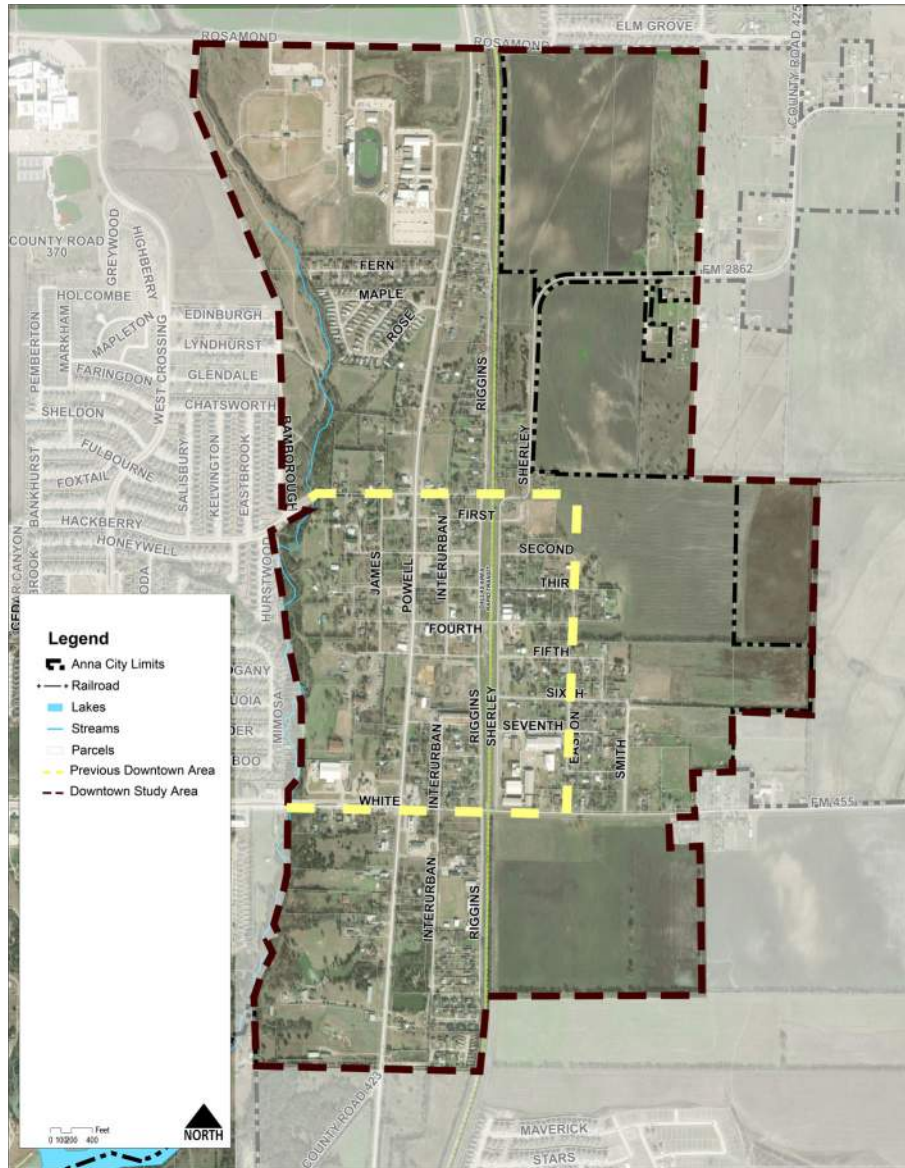 ROSAMOND
ROSAMOND
ELM GROVE
COUNTY ROAD 425
COUNTY ROAD
370
GREYWOOD
HIGHBERRY
FM 2862
FERN
MAPLE
ROSE
HOLCOMBE
EDINBURGH
PEMBERTON
MARKHAM
MAPLETON
LYNDHURST
FARINGDON
WEST CROSSING
GLENDALE
RIGGINS
SHELDON
CHATSWORTH
BANKHURST
FULBOURNE
FOXTAIL
SALISBURY
KELVINGTON
EASTBROOK
RAMBOROUGH
SHERLEY
HACKBERRY
HONEYWELL
FIRST
HURSTWOOD
JAMES
POWELL
INTERURBAN
SECOND
THIR
FOURTH
FIFTH
SIXTH
SEVENTH
RIGGINS
SHERLEY
EASTON
SMITH
MIMOSA
INTERURBAN
WHITE
FM 455
INTERURBAN
RIGGINS
COUNTY ROAD 423
MAVERICK
STARS
Legend
Anna City Limits
Railroad
Lakes
Streams
Parcels
Previous Downtown Area
Downtown Study Area
Feet
0 100200 400
NORTH